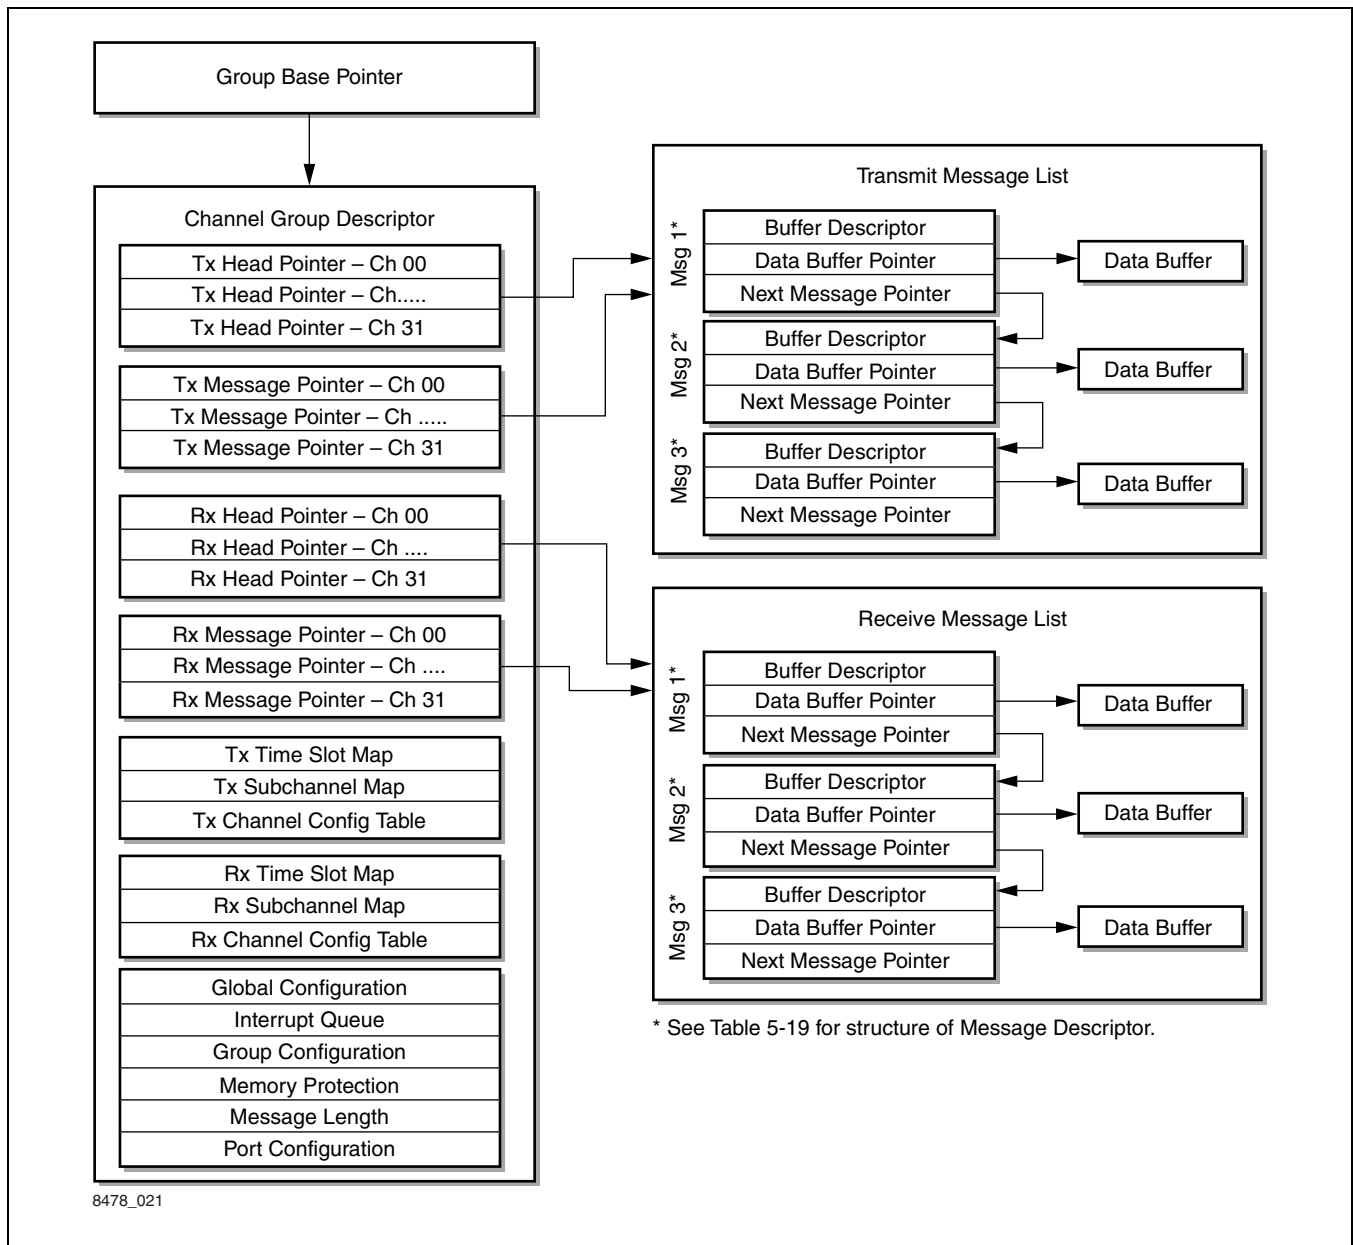 Group Base Pointer
Channel Group Descriptor
Tx Head Pointer – Ch 00
Tx Head Pointer – Ch.....
Tx Head Pointer – Ch 31
Tx Message Pointer – Ch 00
Tx Message Pointer – Ch .....
Tx Message Pointer – Ch 31
Rx Head Pointer – Ch 00
Rx Head Pointer – Ch ....
Rx Head Pointer – Ch 31
Rx Message Pointer – Ch 00
Rx Message Pointer – Ch ....
Rx Message Pointer – Ch 31
Tx Time Slot Map
Tx Subchannel Map
Tx Channel Config Table
Rx Time Slot Map
Rx Subchannel Map
Rx Channel Config Table
Global Configuration
Interrupt Queue
Group Configuration
Memory Protection
Message Length
Port Configuration
8478_021
Transmit Message List
Msg 1*
Buffer Descriptor
Data Buffer Pointer
Next Message Pointer
Data Buffer
Msg 2*
Buffer Descriptor
Data Buffer Pointer
Next Message Pointer
Data Buffer
Msg 3*
Buffer Descriptor
Data Buffer Pointer
Next Message Pointer
Data Buffer
Receive Message List
Msg 1*
Buffer Descriptor
Data Buffer Pointer
Next Message Pointer
Data Buffer
Msg 2*
Buffer Descriptor
Data Buffer Pointer
Next Message Pointer
Data Buffer
Msg 3*
Buffer Descriptor
Data Buffer Pointer
Next Message Pointer
Data Buffer
* See Table 5-19 for structure of Message Descriptor.